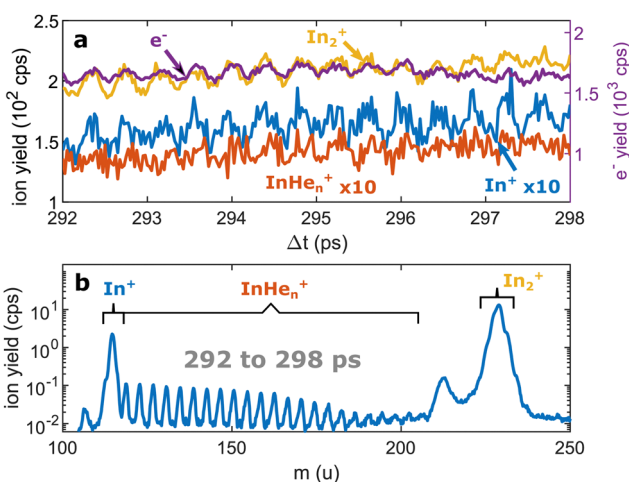 a
e-
In2+
InHen+ x10
In+ x10
2.5
2
1.5
1
2
1.5
1
292 293 294 295 296 297 298
Δt (ps)
ion yield (10² cps)
e- yield (10³ cps)
b
In+
InHen+
In2+
292 to 298 ps
10¹
10⁰
10-1
10-2
100 150 200 250
m (u)
ion yield (cps)